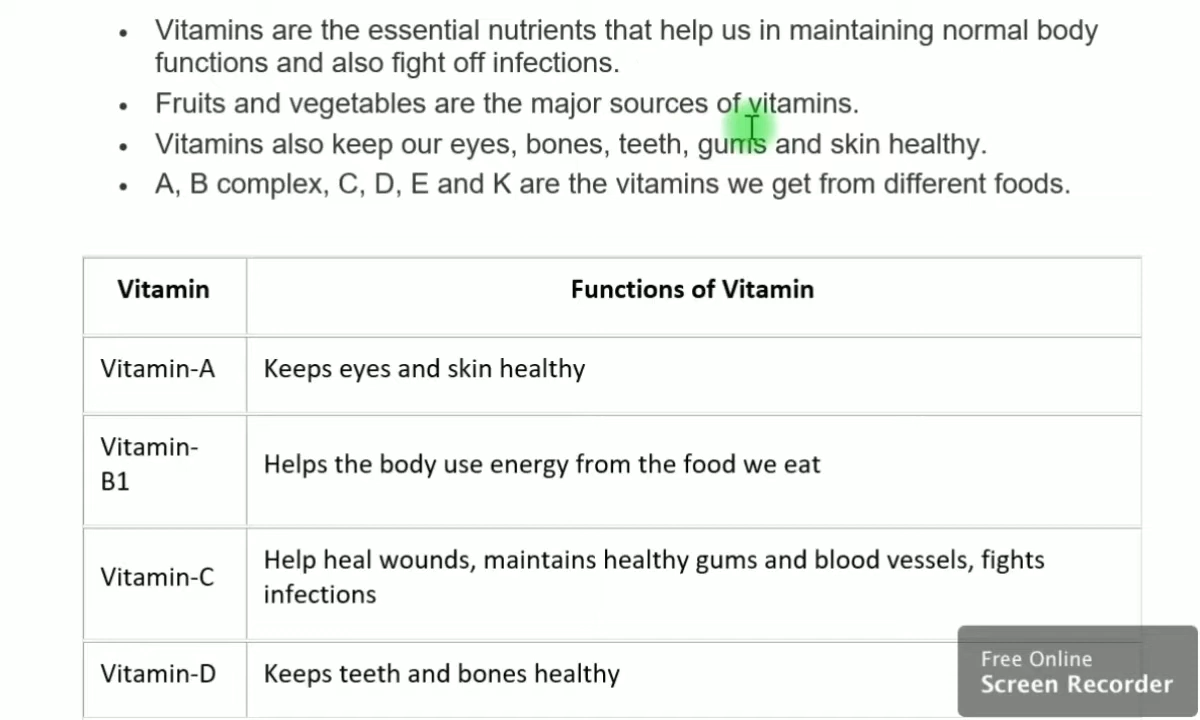 • Vitamins are the essential nutrients that help us in maintaining normal body
functions and also fight off infections.
• Fruits and vegetables are the major sources of vitamins.
• Vitamins also keep our eyes, bones, teeth, gums and skin healthy.
• A, B complex, C, D, E and K are the vitamins we get from different foods.
Vitamin Functions of Vitamin
Vitamin-A Keeps eyes and skin healthy
Vitamin-
B1
Helps the body use energy from the food we eat
Vitamin-C
Help heal wounds, maintains healthy gums and blood vessels, fights
infections
Vitamin-D Keeps teeth and bones healthy
Free Online
Screen Recorder